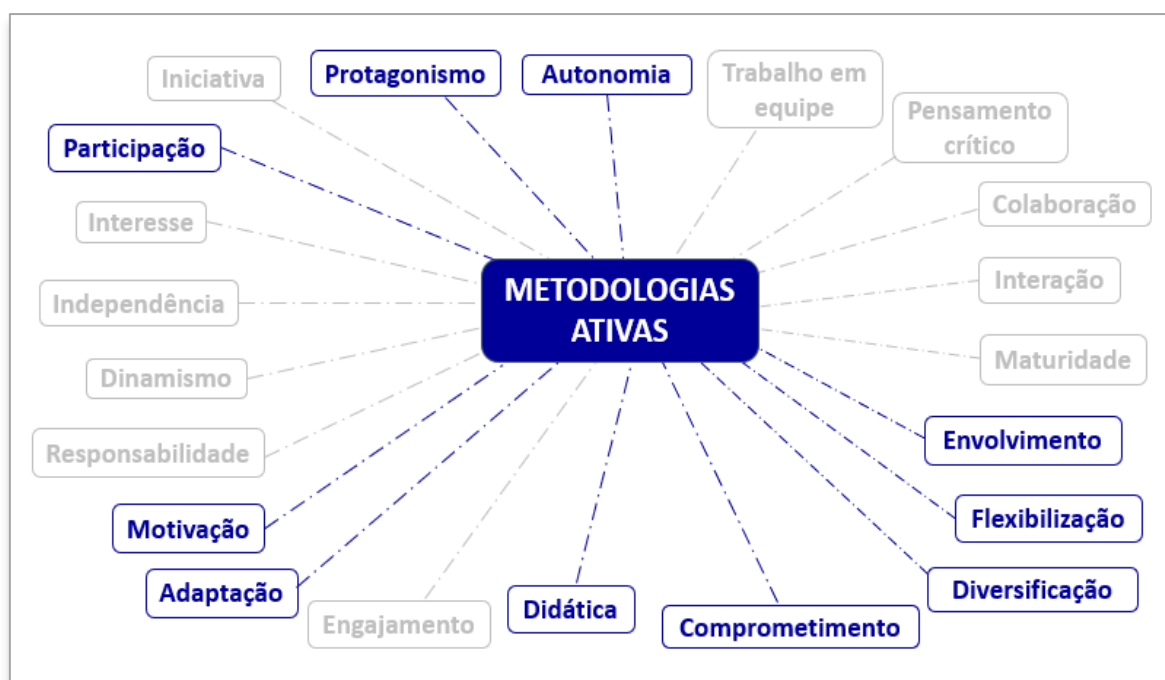 Iniciativa
Protagonismo
Autonomia
Trabalho em
equipe
Pensamento
crítico
Participação
Colaboração
Interesse
Interação
METODOLOGIAS
ATIVAS
Independência
Maturidade
Dinamismo
Responsabilidade
Envolvimento
Motivação
Flexibilização
Adaptação
Diversificação
Didática
Engajamento
Comprometimento